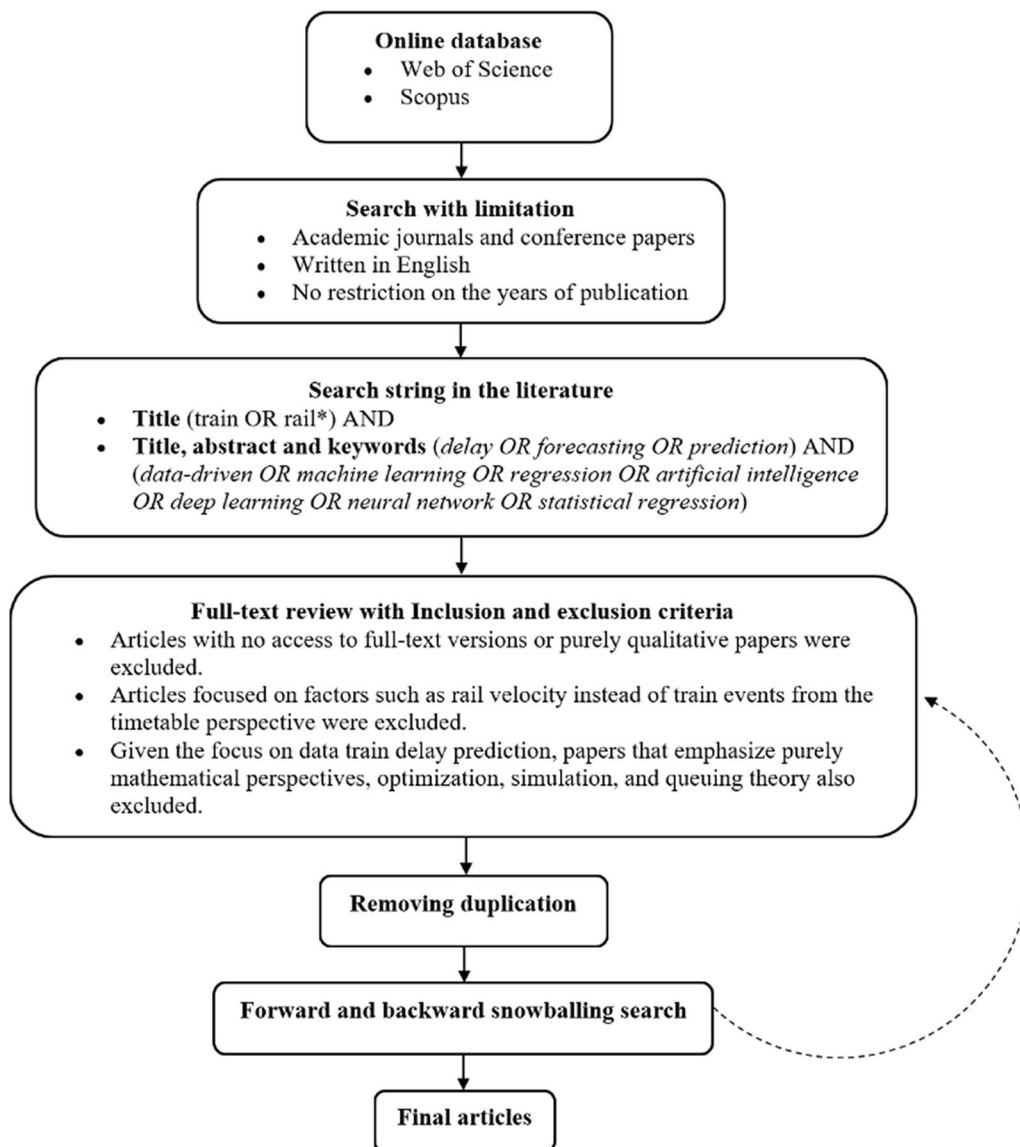 Online database
• Web of Science
• Scopus
Search with limitation
• Academic journals and conference papers
• Written in English
• No restriction on the years of publication
Search string in the literature
• Title (train OR rail*) AND
• Title, abstract and keywords (delay OR forecasting OR prediction) AND
(data-driven OR machine learning OR regression OR artificial intelligence
OR deep learning OR neural network OR statistical regression)
Full-text review with Inclusion and exclusion criteria
• Articles with no access to full-text versions or purely qualitative papers were
excluded.
• Articles focused on factors such as rail velocity instead of train events from the
timetable perspective were excluded.
• Given the focus on data train delay prediction, papers that emphasize purely
mathematical perspectives, optimization, simulation, and queuing theory also
excluded.
Removing duplication
Forward and backward snowballing search
Final articles